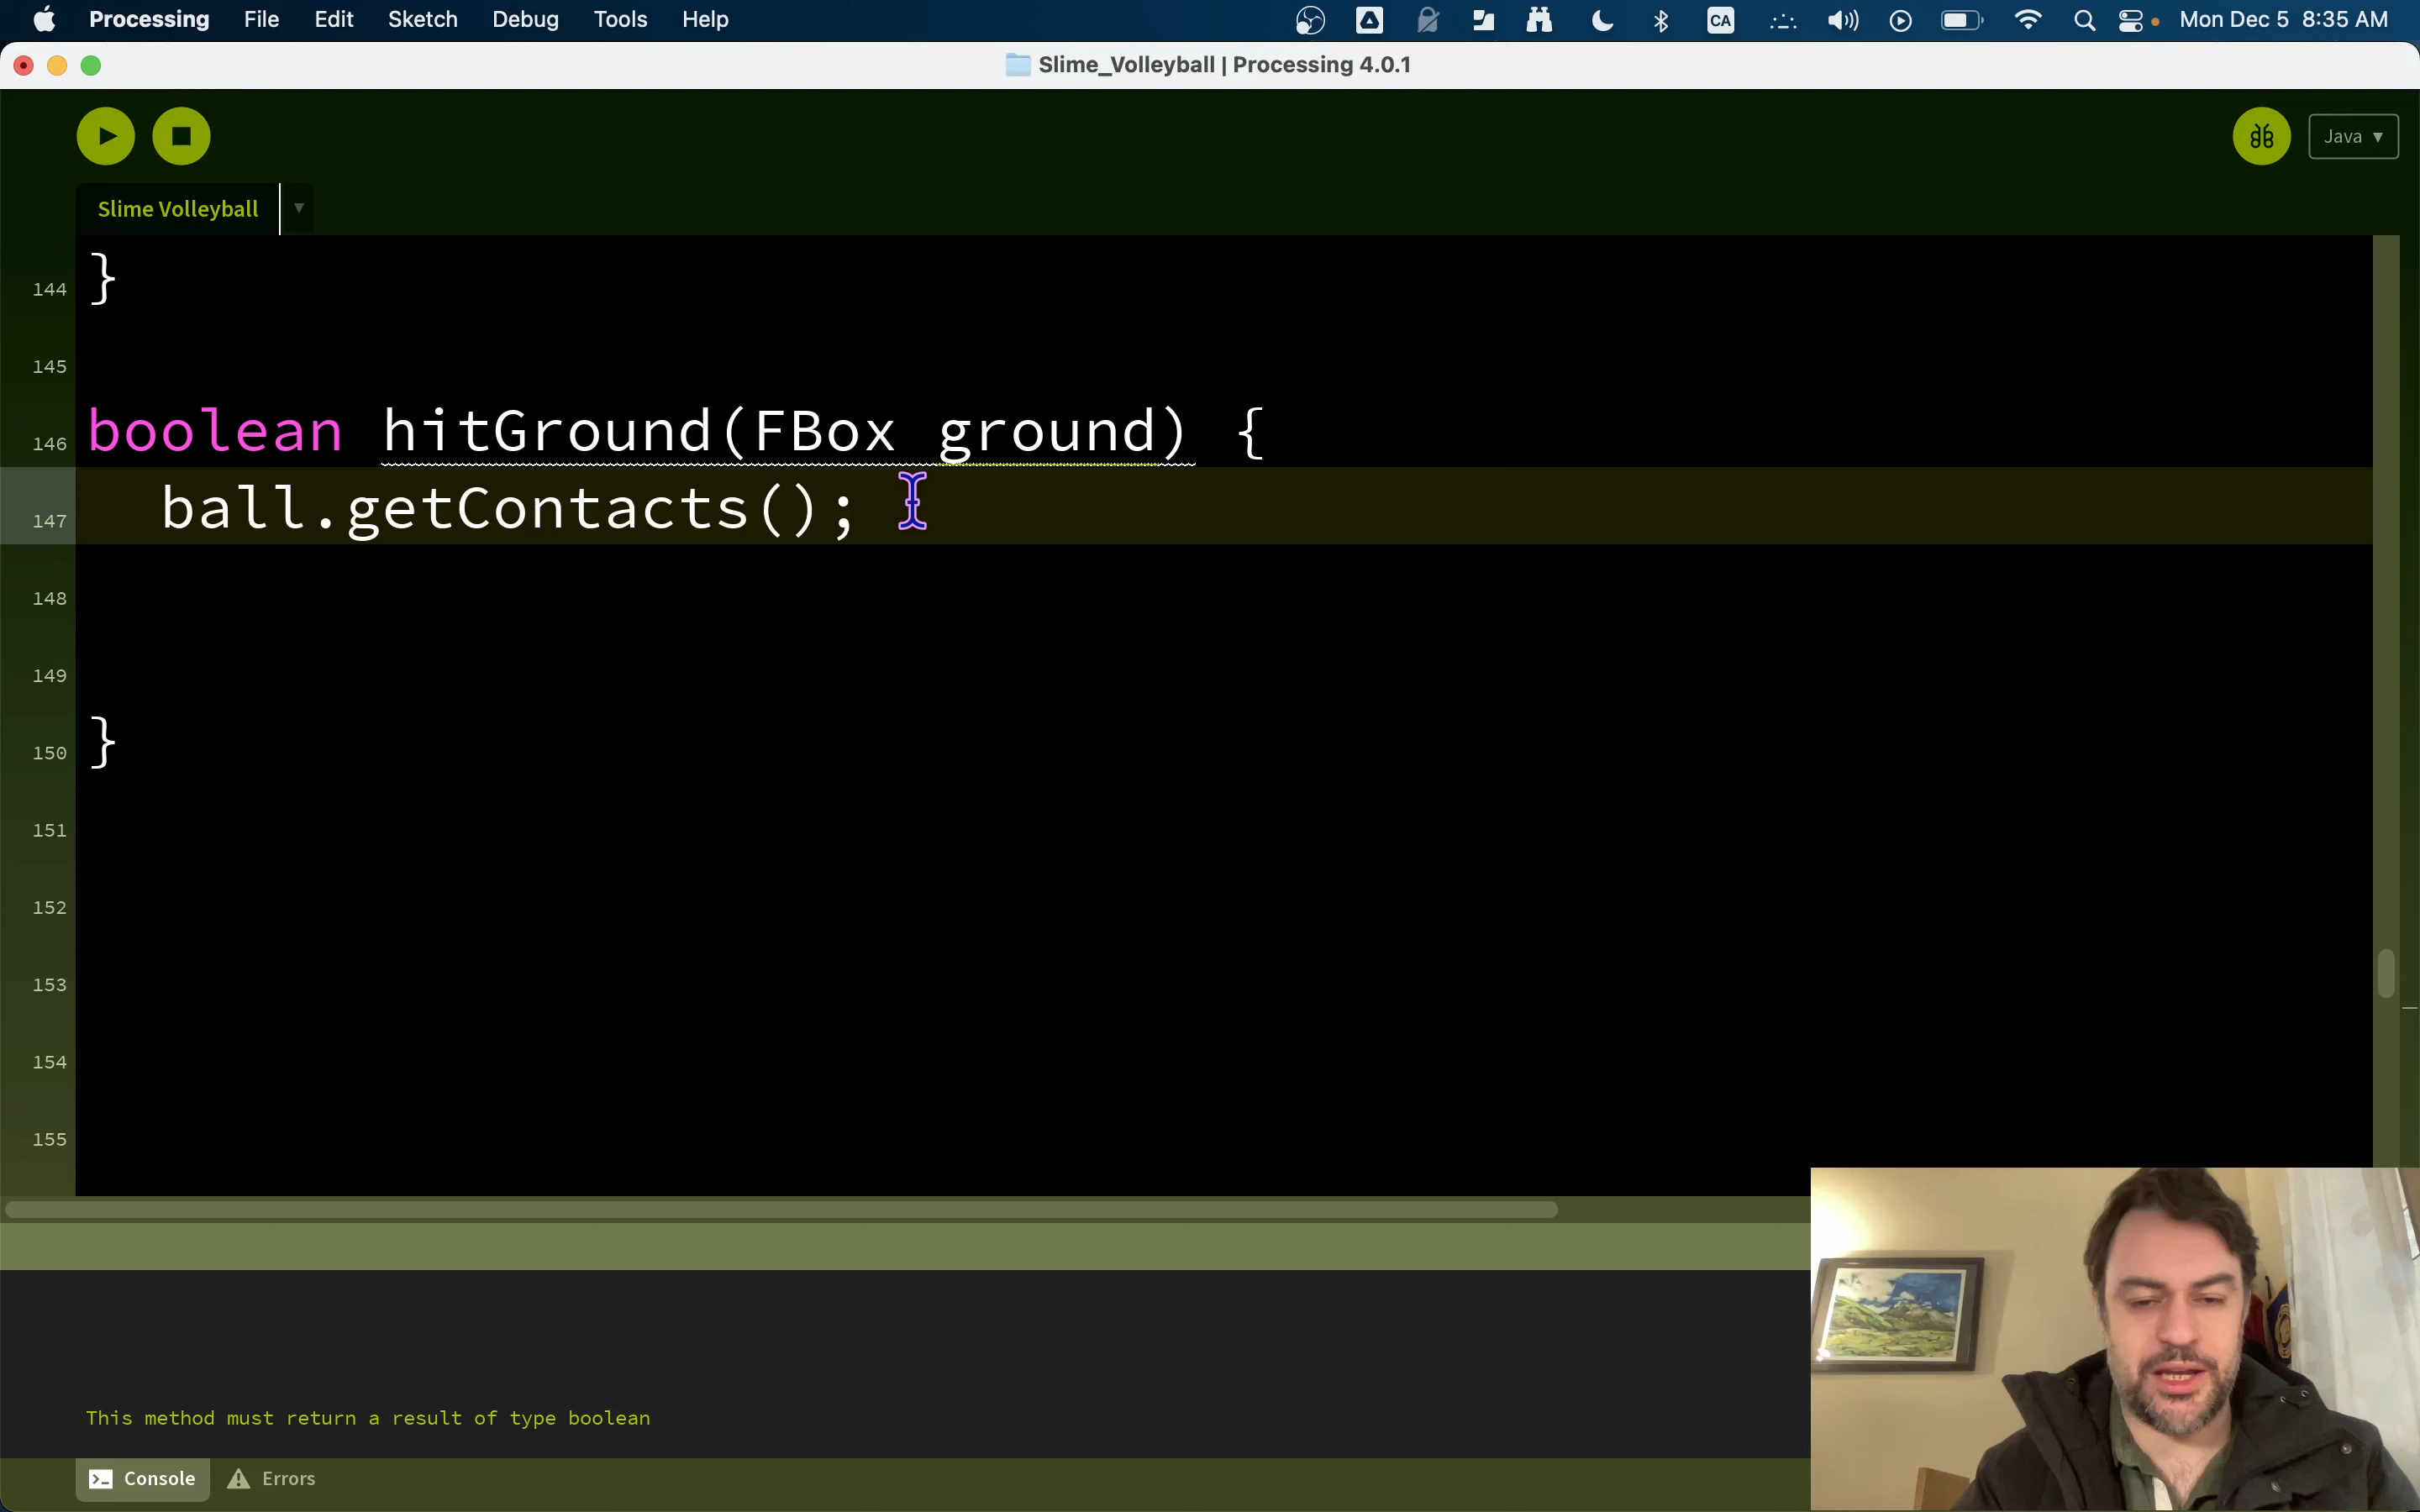 Processing File Edit Sketch Debug Tools Help CA Mon Dec 5 8:35 AM
Slime_Volleyball | Processing 4.0.1
Java ▼
Slime Volleyball ▼
144 }
145
146 boolean hitGround(FBox ground) {
147 ball.getContacts();
148
149
150 }
151
152
153
154
155
This method must return a result of type boolean
Console Errors